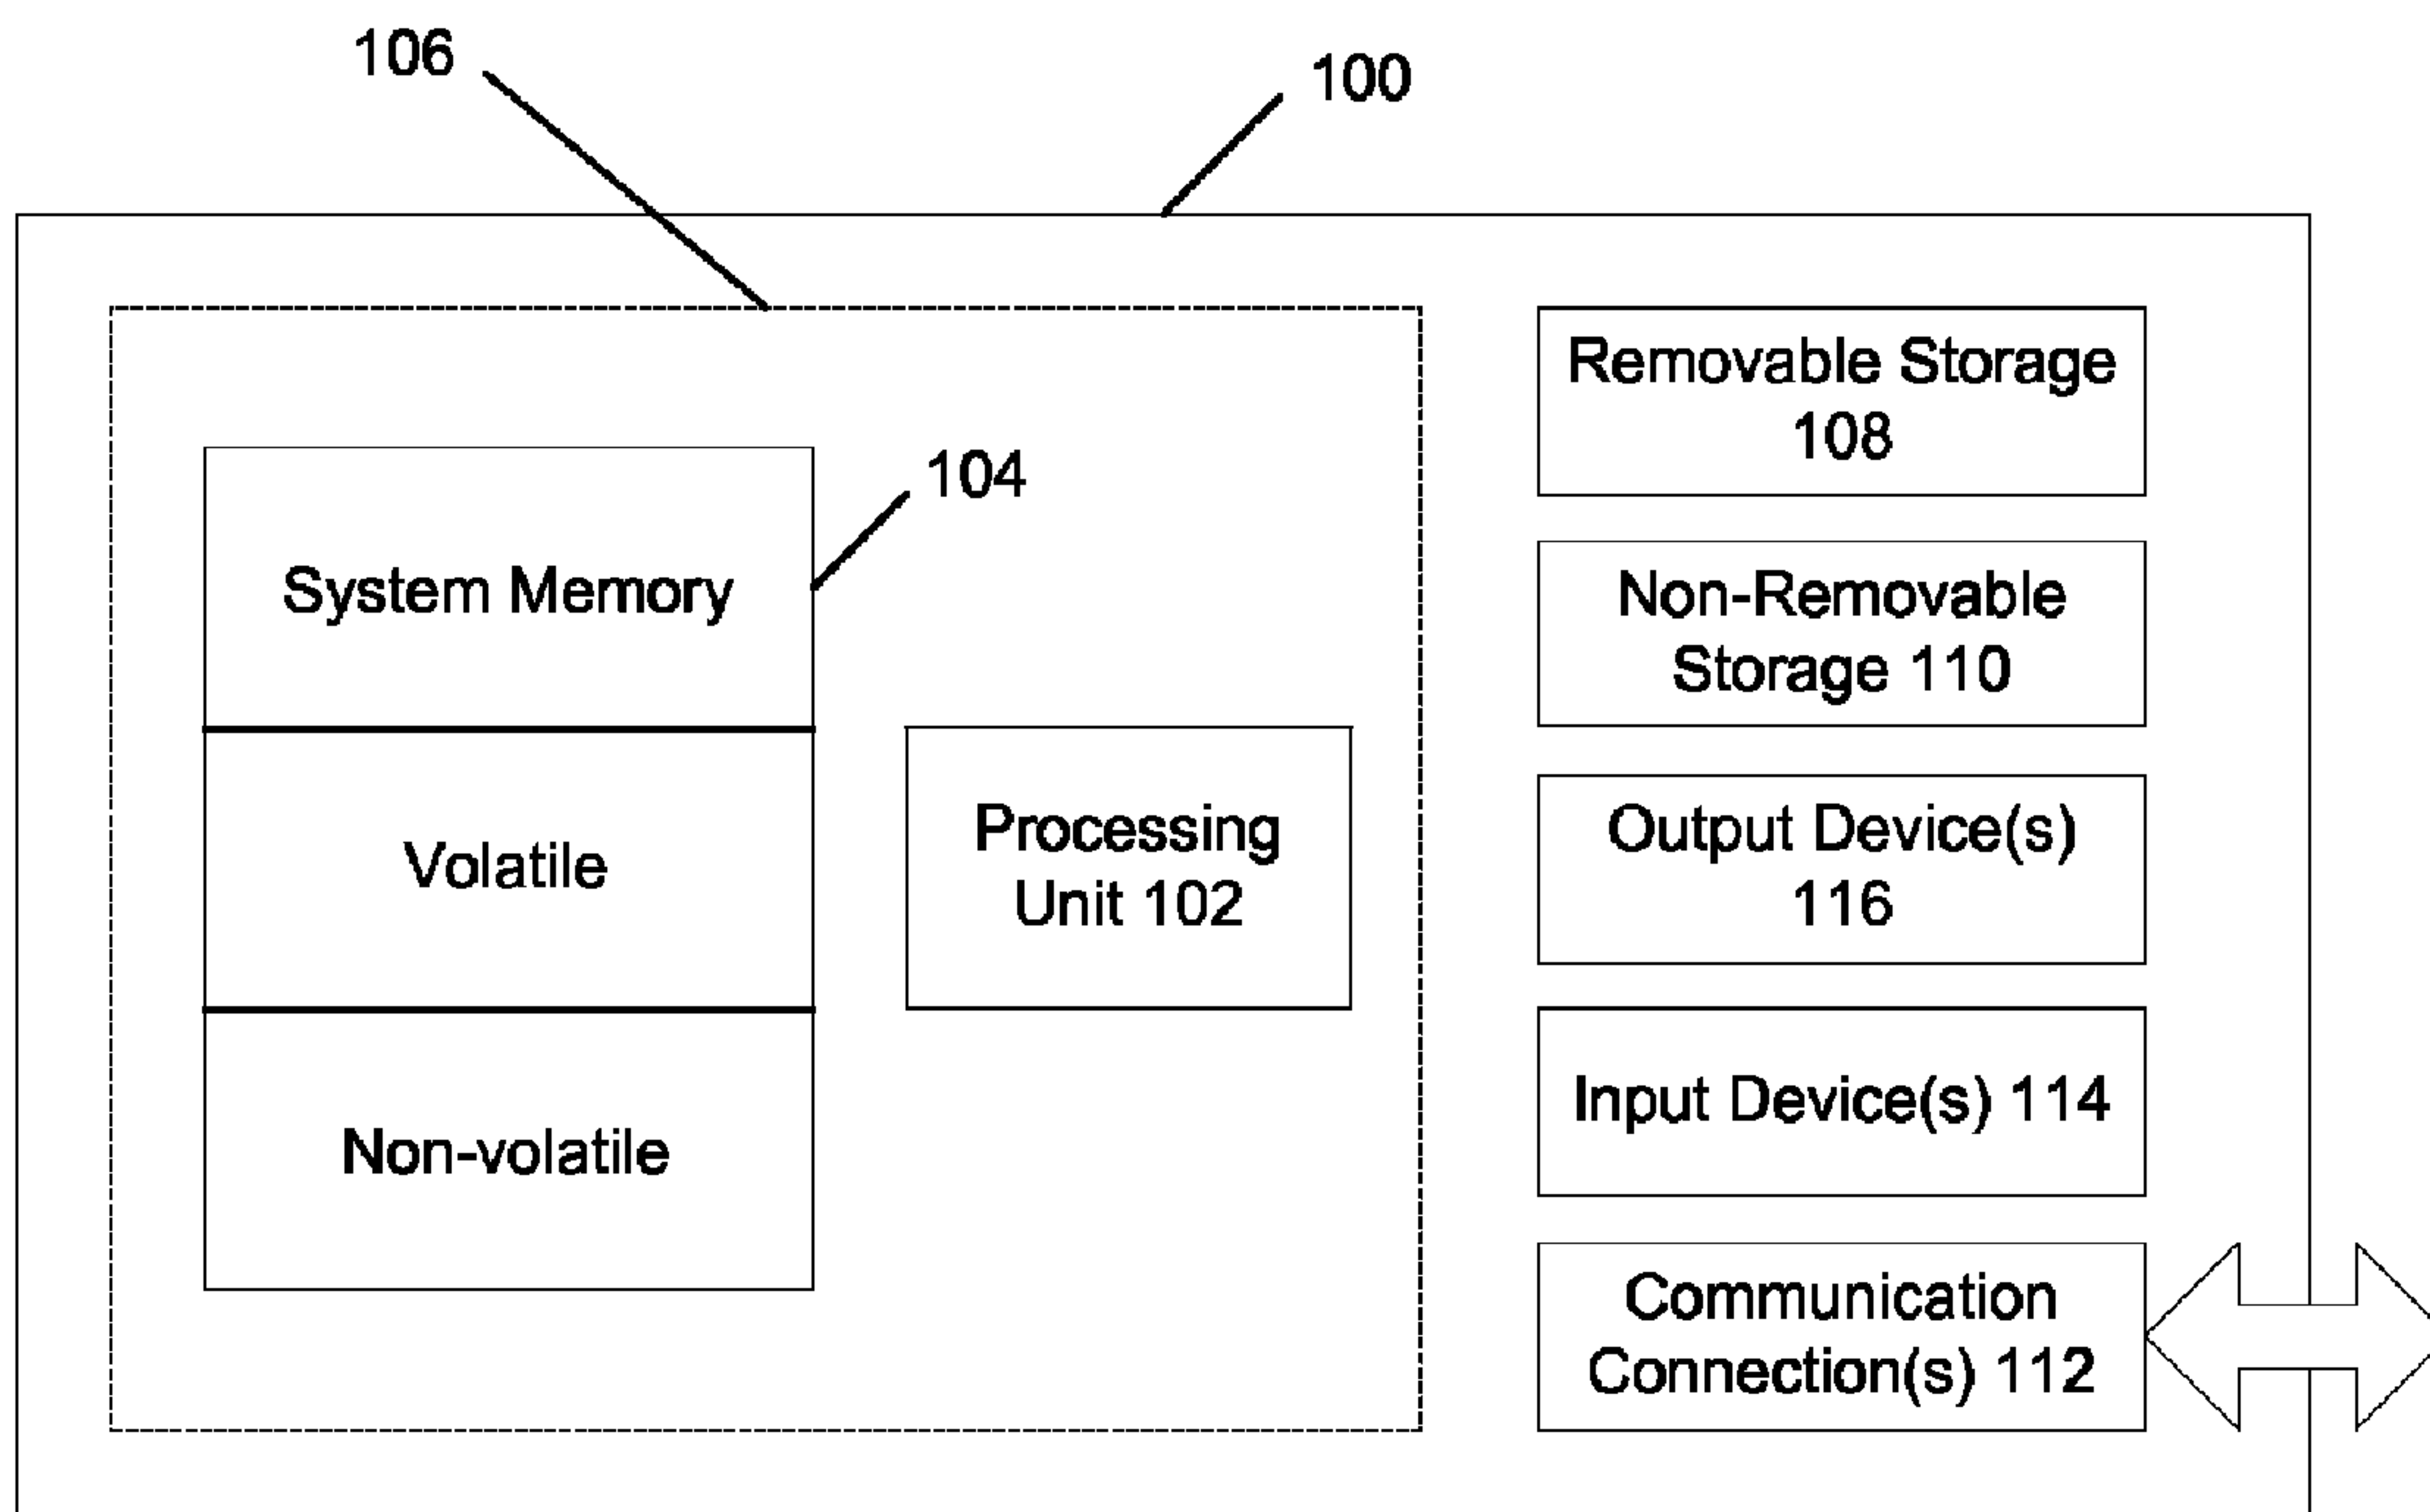 106
100
104
System Memory
Volatile
Non-volatile
Processing
Unit 102
Removable Storage
108
Non-Removable
Storage 110
Output Device(s)
116
Input Device(s) 114
Communication
Connection(s) 112